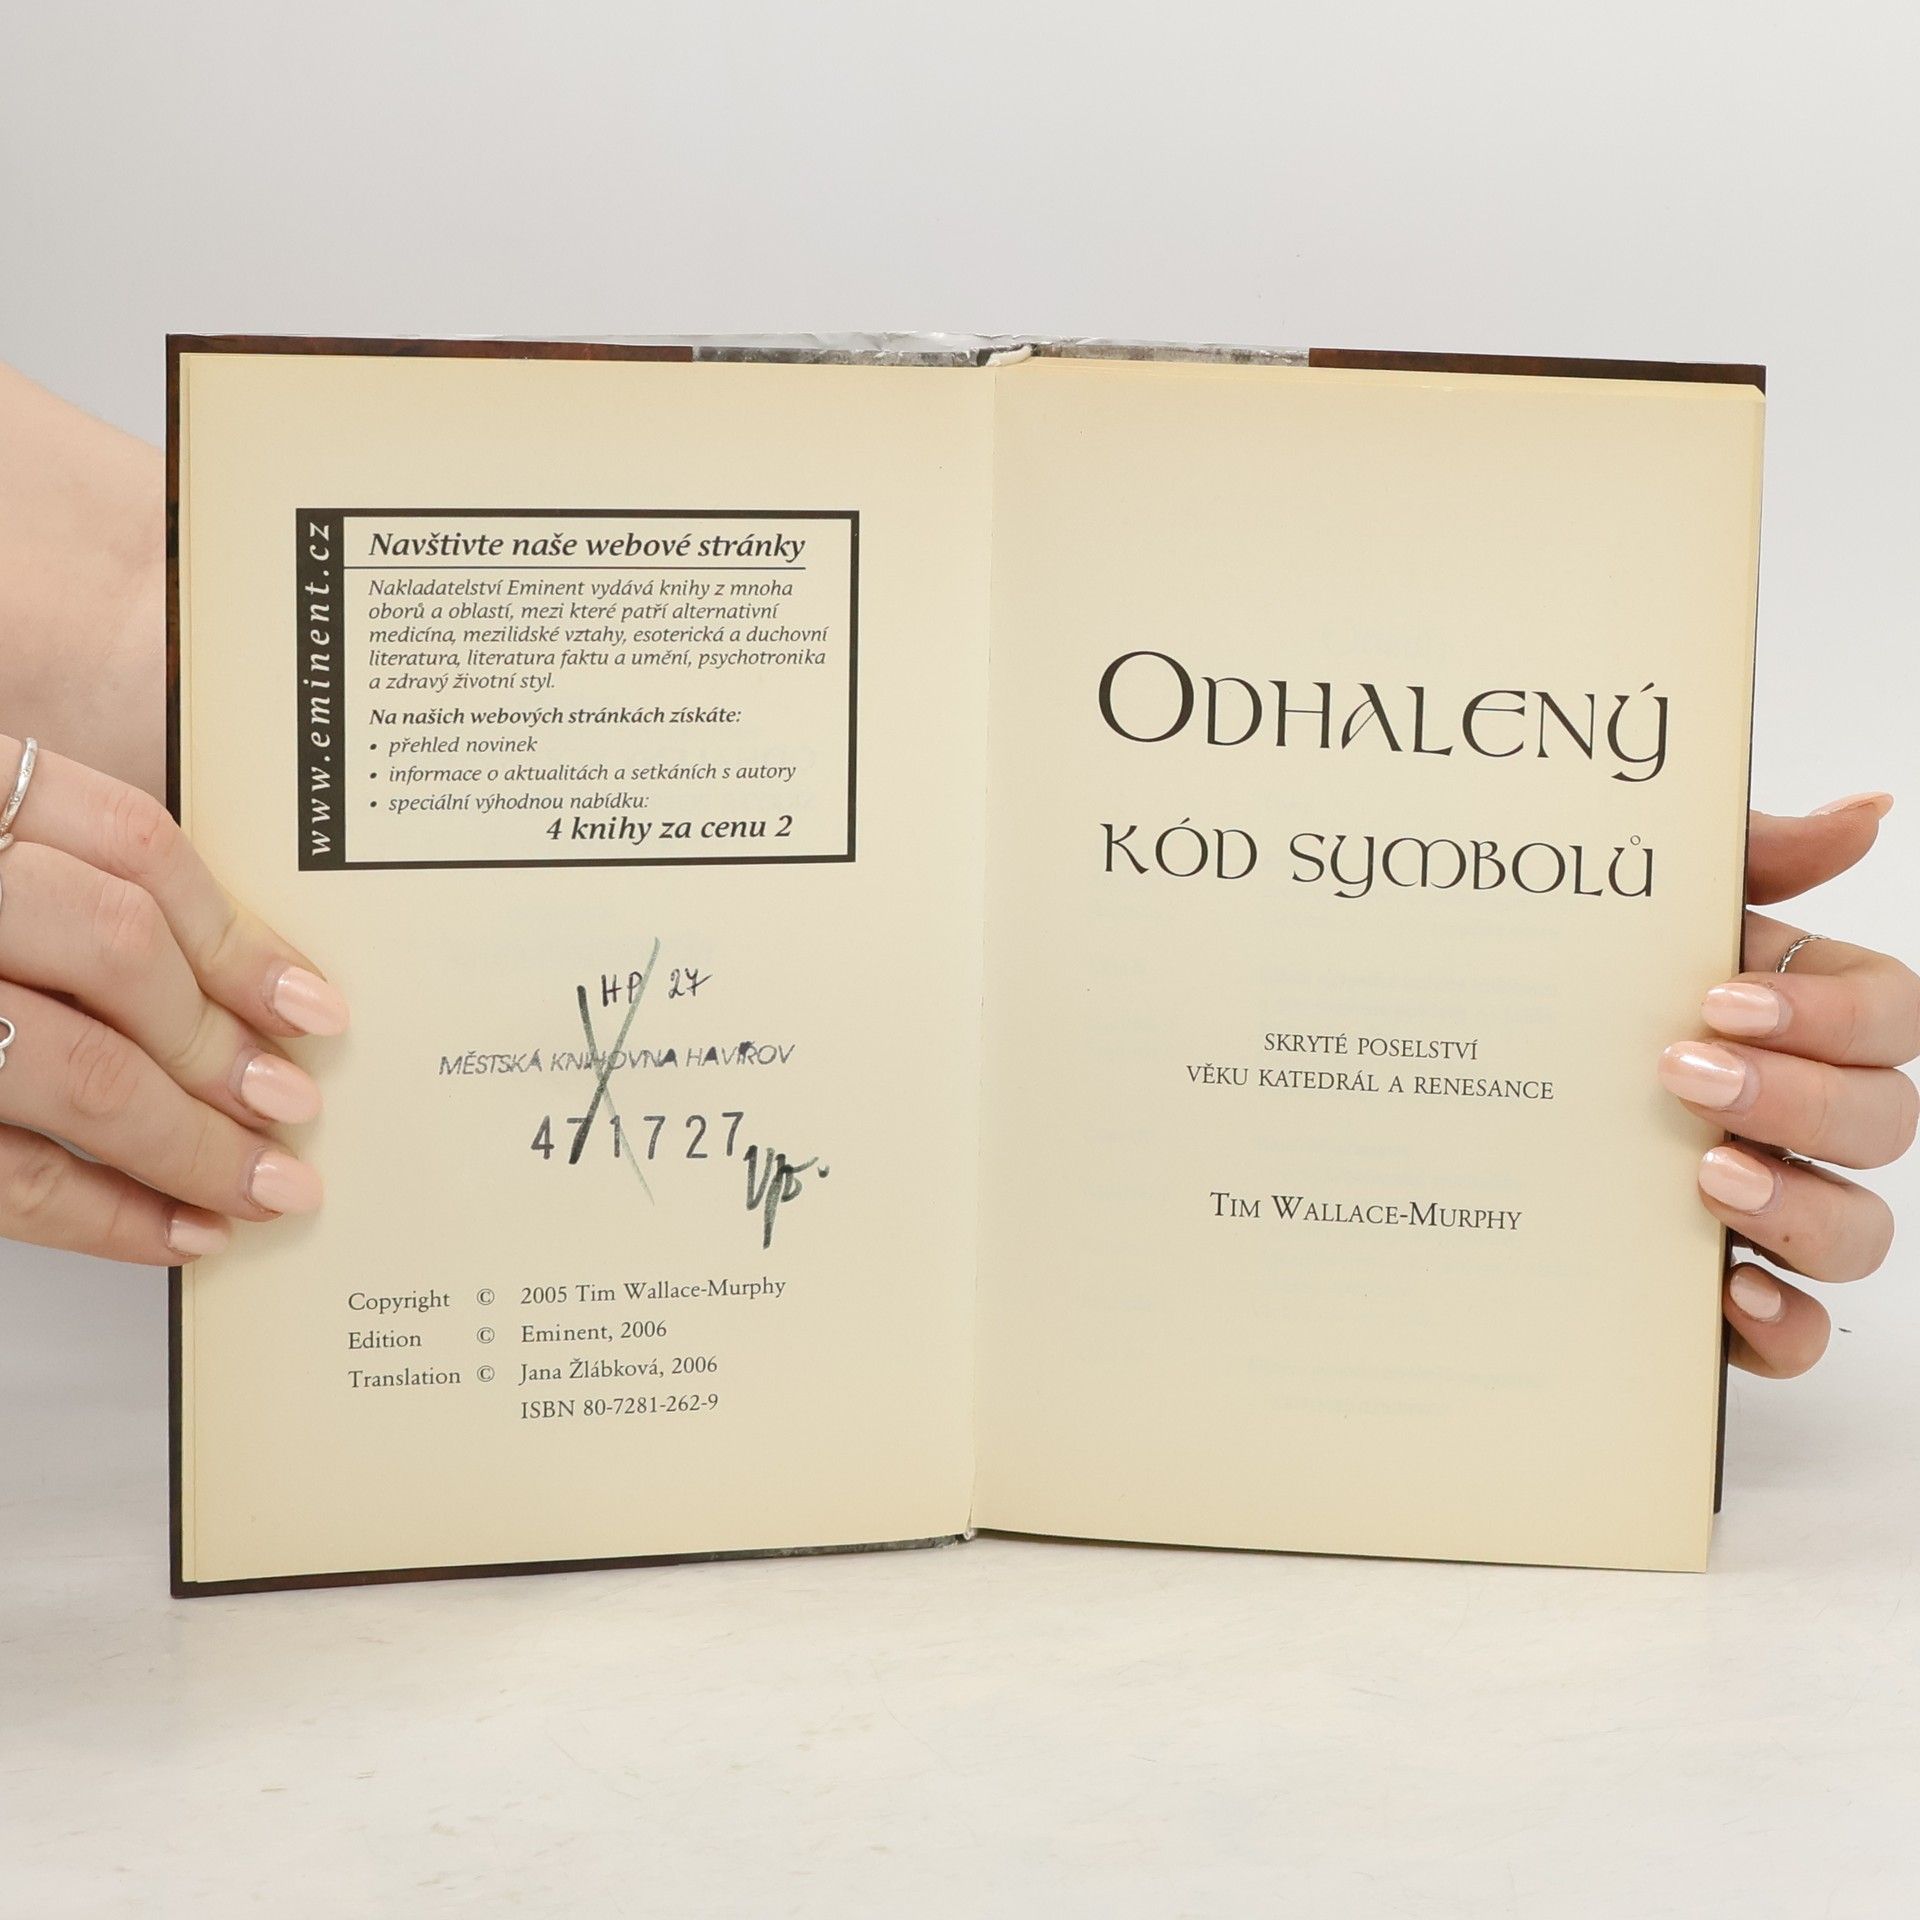 www.eminent.cz
Navštivte naše webové stránky
Nakladatelství Eminent vydává knihy z mnoha
oborů a oblastí, mezi které patří alternativní
medicína, mezilidské vztahy, esoterická a duchovní
literatura, literatura faktu a umění, psychotronika
a zdravý životní styl.
Na našich webových stránkách získáte:
• přehled novinek
• informace o aktualitách a setkáních s autory
• speciální výhodnou nabídku:
4 knihy za cenu 2
HP 27
MĚSTSKÁ KNIHOVNA HAVÍŘOV
471727
Copyright © 2005 Tim Wallace-Murphy
Edition © Eminent, 2006
Translation © Jana Žlábková, 2006
ISBN 80-7281-262-9
ODHALENÝ
KÓD SYMBOLŮ
SKRYTÉ POSELSTVÍ
VĚKU KATEDRÁL A RENESANCE
TIM WALLACE-MURPHY